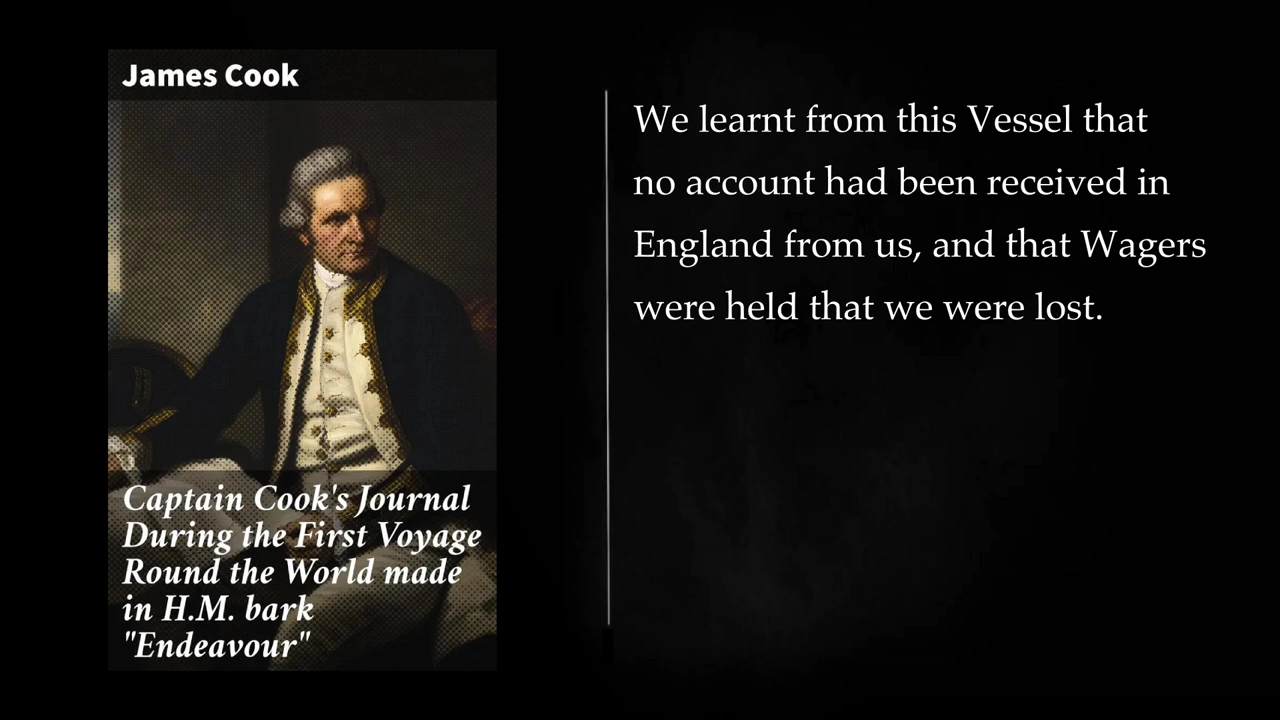 James Cook
Captain Cook's Journal
During the First Voyage
Round the World made
in H.M. bark
"Endeavour"
We learnt from this Vessel that
no account had been received in
England from us, and that Wagers
were held that we were lost.